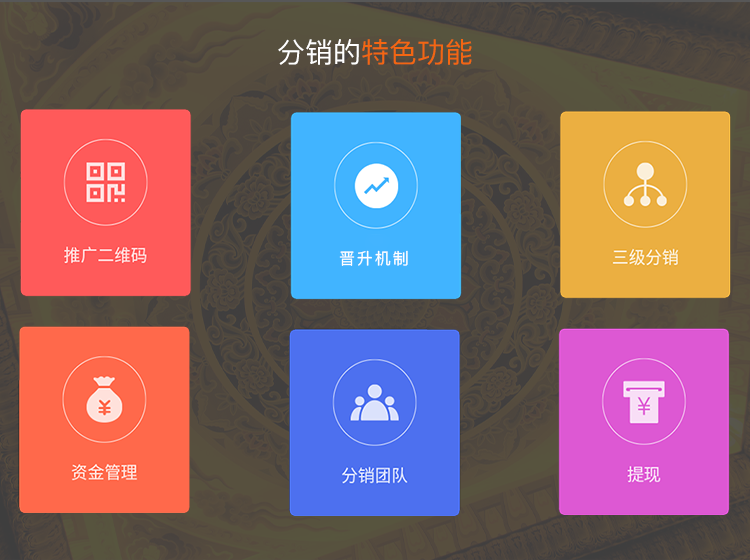 分销的特色功能
推广二维码
晋升机制
三级分销
资金管理
分销团队
提现